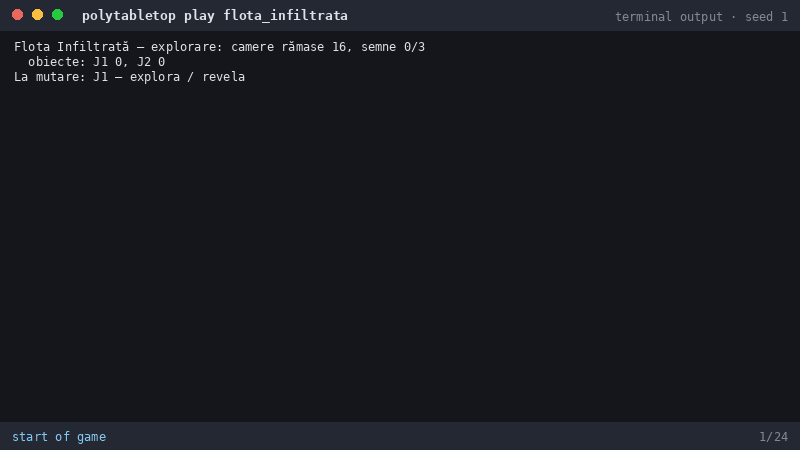 polytabletop play flota_infiltrata
terminal output · seed 1
Flota Infiltrată — explorare: camere rămase 16, semne 0/3
obiecte: J1 0, J2 0
La mutare: J1 — explora / revela
start of game
1/24